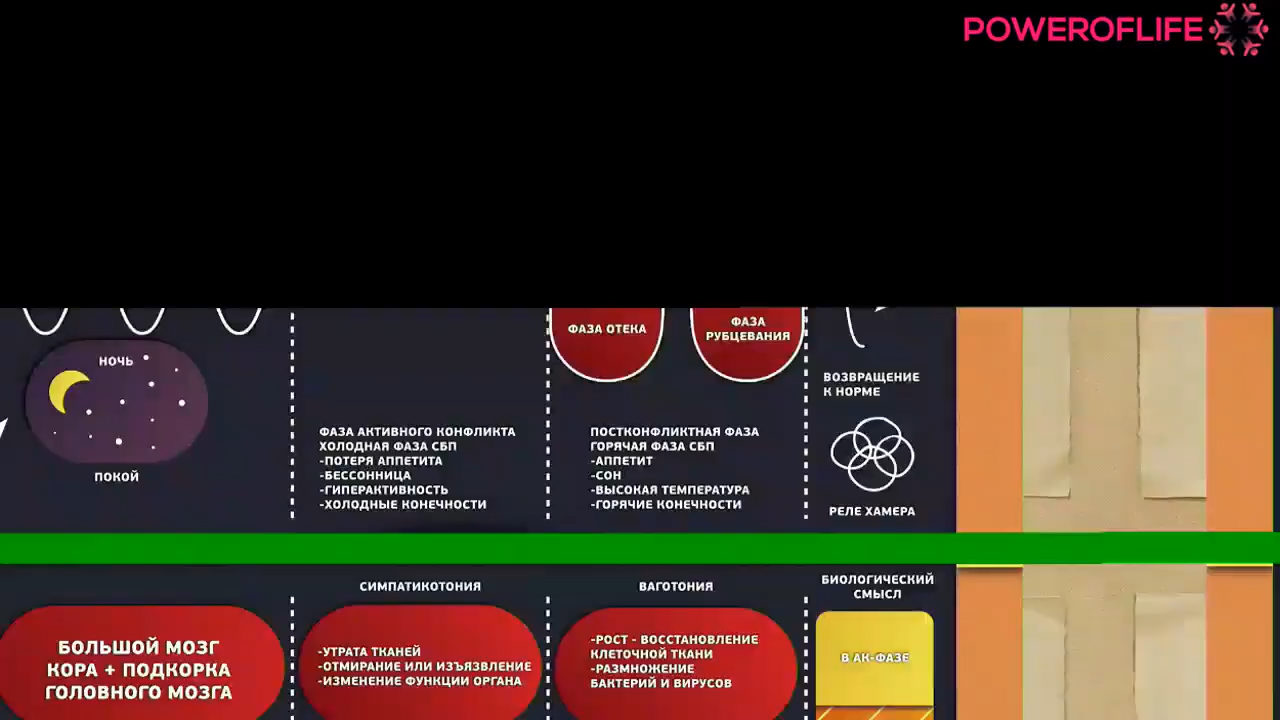 POWEROFLIFE
ФАЗА ОТЕКА
ФАЗА
РУБЦЕВАНИЯ
НОЧЬ
ПОКОЙ
ФАЗА АКТИВНОГО КОНФЛИКТА
ХОЛОДНАЯ ФАЗА СБП
-ПОТЕРЯ АППЕТИТА
-БЕССОННИЦА
-ГИПЕРАКТИВНОСТЬ
-ХОЛОДНЫЕ КОНЕЧНОСТИ
ПОСТКОНФЛИКТНАЯ ФАЗА
ГОРЯЧАЯ ФАЗА СБП
-АППЕТИТ
-СОН
-ВЫСОКАЯ ТЕМПЕРАТУРА
-ГОРЯЧИЕ КОНЕЧНОСТИ
ВОЗВРАЩЕНИЕ
К НОРМЕ
РЕЛЕ ХАМЕРА
СИМПАТИКОТОНИЯ
ВАГОТОНИЯ
БИОЛОГИЧЕСКИЙ
СМЫСЛ
БОЛЬШОЙ МОЗГ
КОРА + ПОДКОРКА
ГОЛОВНОГО МОЗГА
-УТРАТА ТКАНЕЙ
-ОТМИРАНИЕ ИЛИ ИЗЪЯЗВЛЕНИЕ
-ИЗМЕНЕНИЕ ФУНКЦИИ ОРГАНА
-РОСТ - ВОССТАНОВЛЕНИЕ
КЛЕТОЧНОЙ ТКАНИ
-РАЗМНОЖЕНИЕ
БАКТЕРИЙ И ВИРУСОВ
В АК-ФАЗЕ